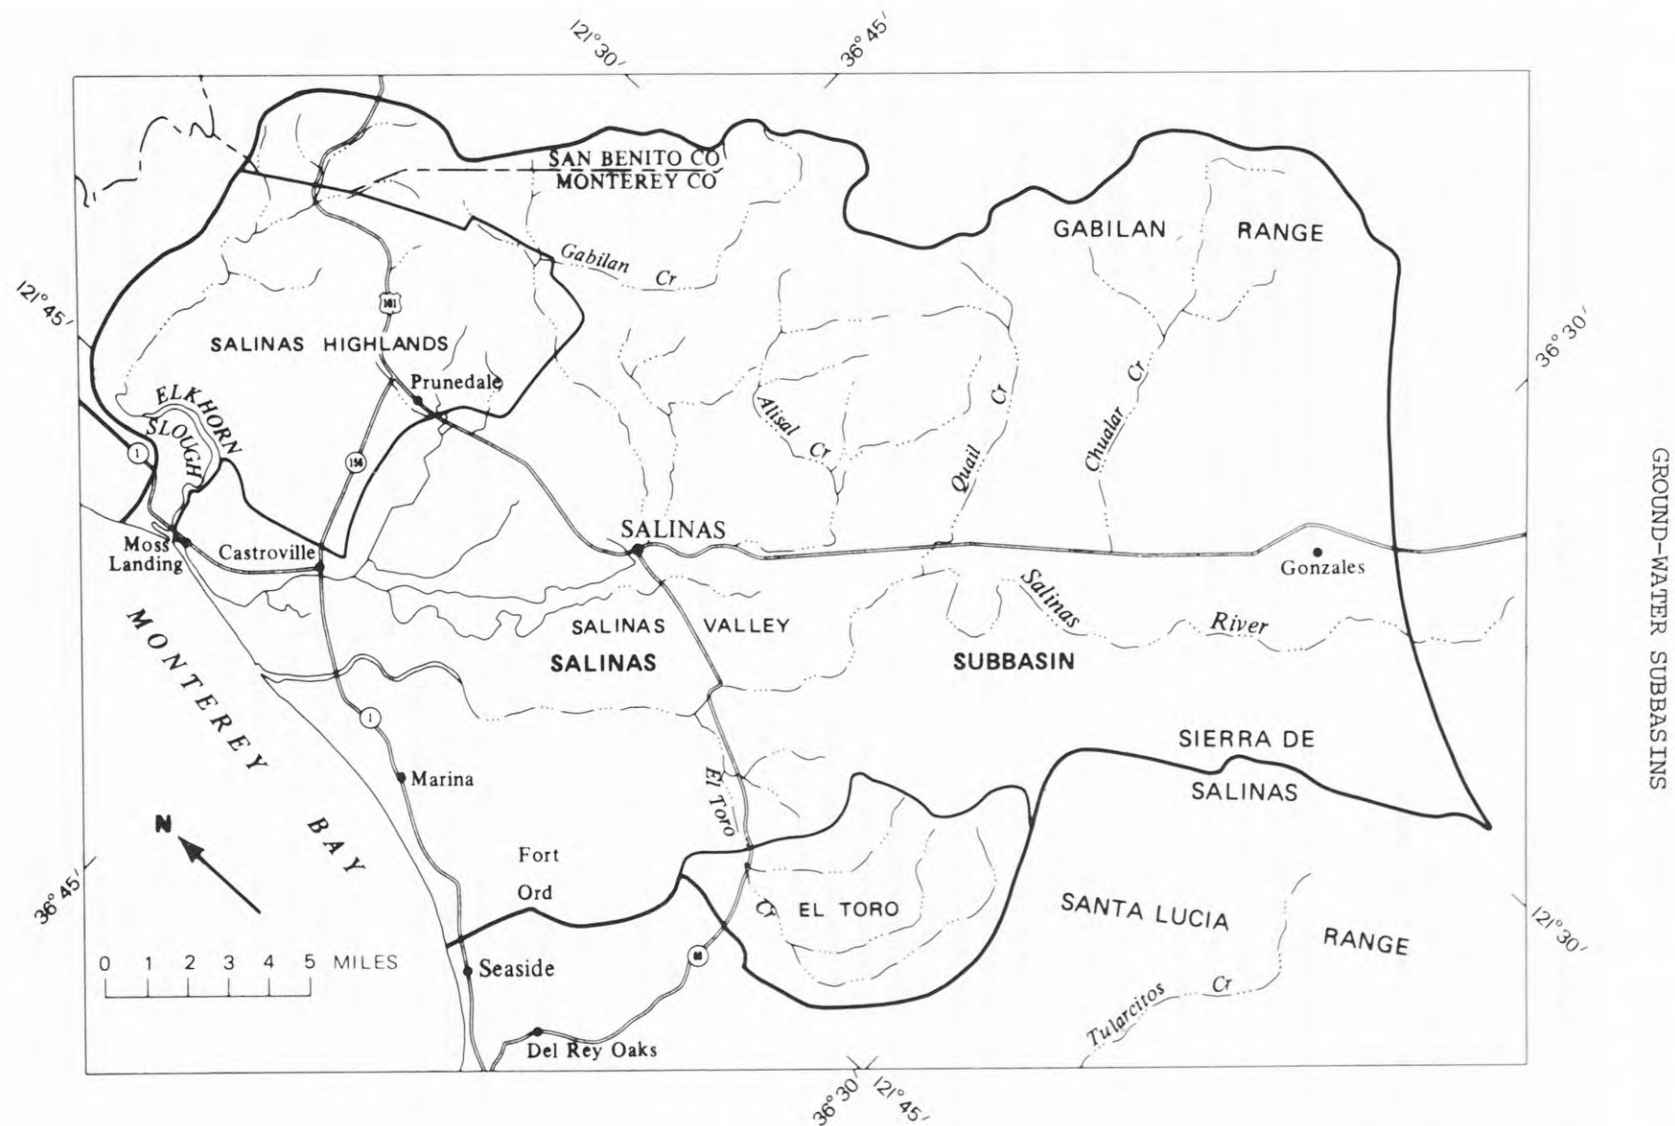 121°30′
36°45′
SAN BENITO CO
MONTEREY CO
GABILAN RANGE
Gabilan Cr
121°45′
101
SALINAS HIGHLANDS
36°30′
Prunedale
ELKHORN
SLOUGH
Alisal Cr
Quail Cr
Chualar Cr
1
156
GROUND-WATER SUBBASINS
SALINAS
Moss
Landing
Castroville
Gonzales
Salinas River
SALINAS VALLEY
SALINAS SUBBASIN
MONTEREY BAY
1
Marina
El Toro Cr
SIERRA DE
SALINAS
N
Fort
Ord
36°45′
EL TORO
SANTA LUCIA RANGE
121°30′
0 1 2 3 4 5 MILES
Seaside
68
Tularcitos Cr
Del Rey Oaks
36°30′
121°45′